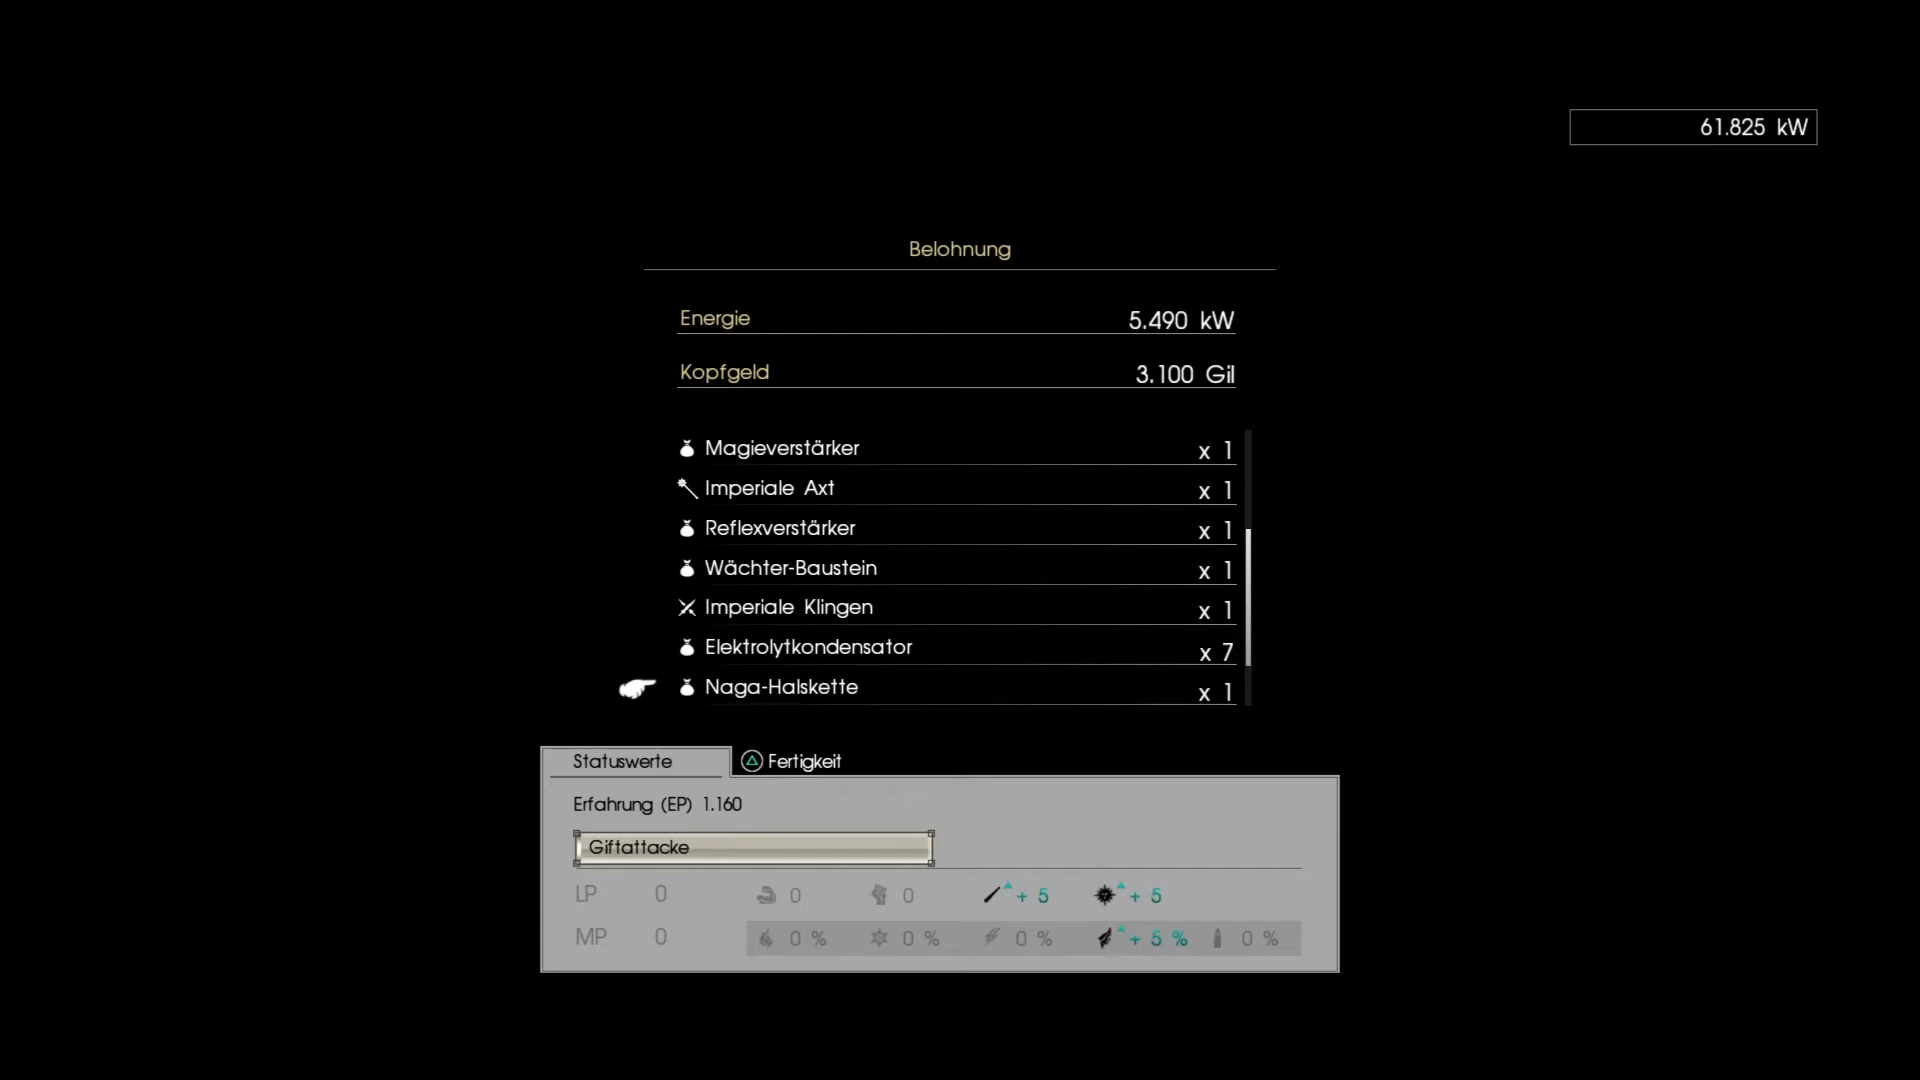 61.825 kW
Belohnung
Energie 5.490 kW
Kopfgeld 3.100 Gil
Magieverstärker x 1
Imperiale Axt x 1
Reflexverstärker x 1
Wächter-Baustein x 1
Imperiale Klingen x 1
Elektrolytkondensator x 7
Naga-Halskette x 1
Statuswerte Fertigkeit
Erfahrung (EP) 1.160
Giftattacke
LP 0 0 0 + 5 + 5
MP 0 0 % 0 % 0 % + 5 % 0 %